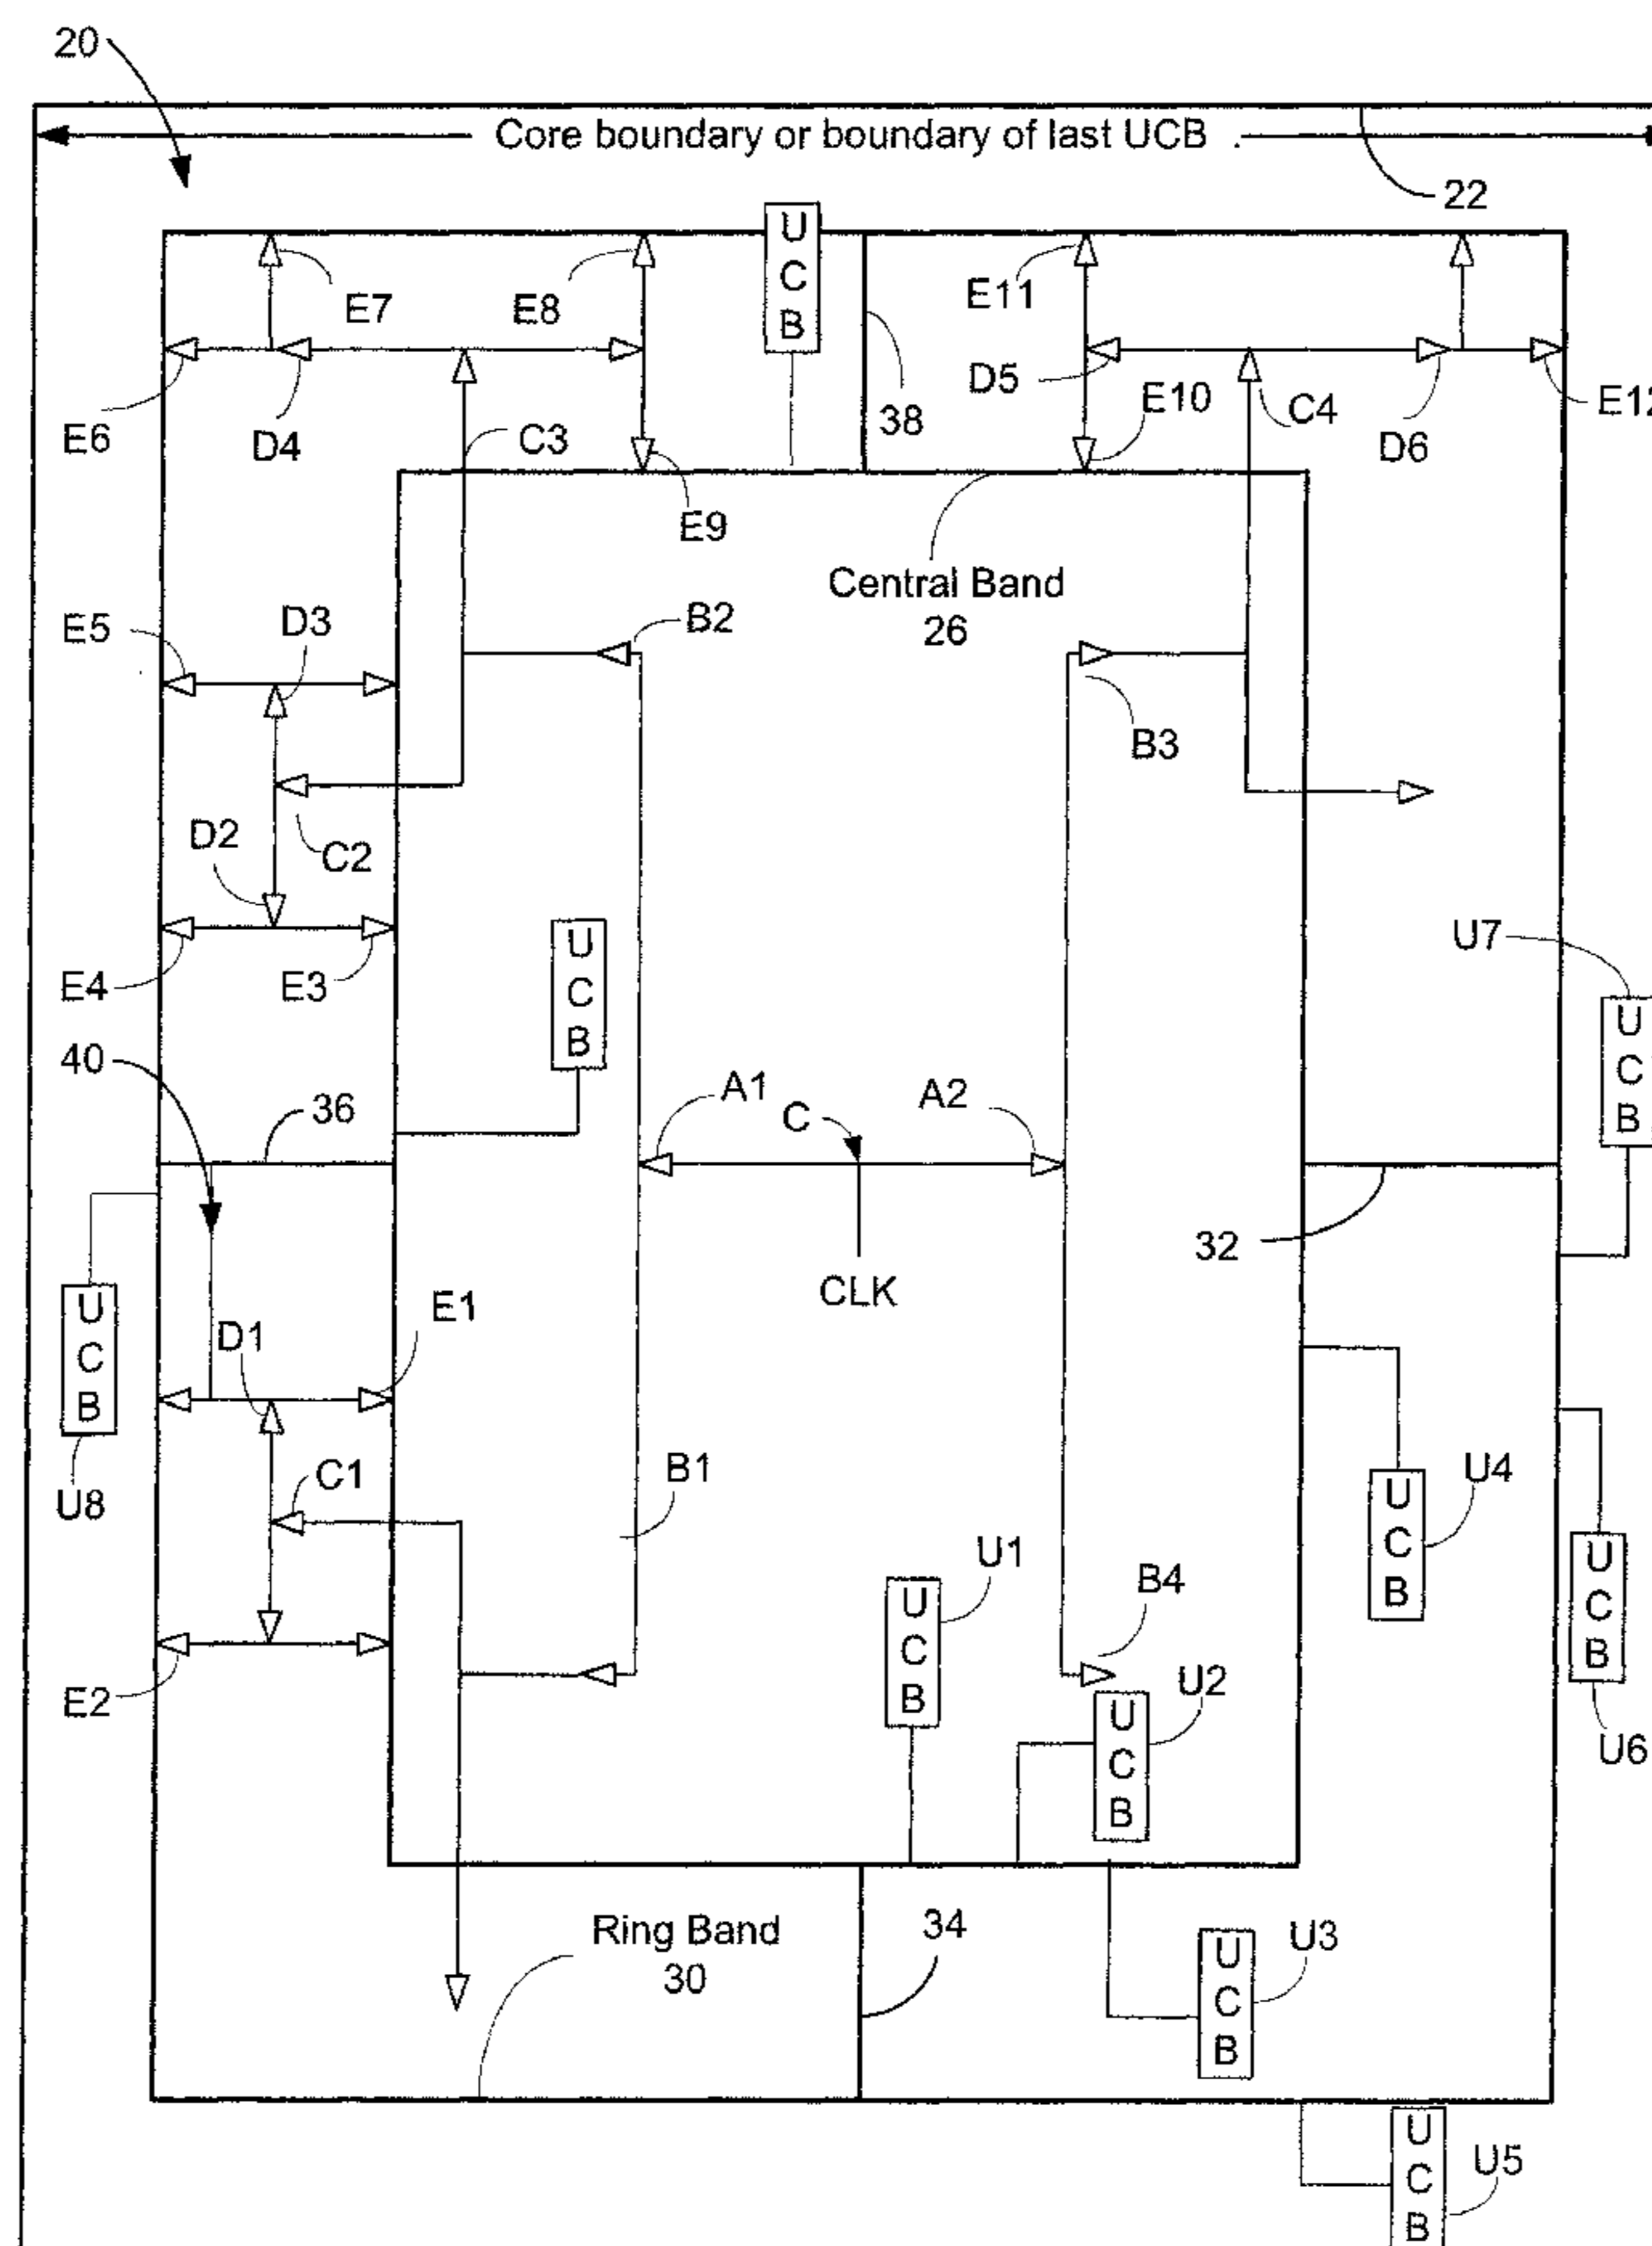 20
Core boundary or boundary of last UCB .
22
U
C
B
E7
E8
E11
E6
D4
C3
38
D5
E10
C4
D6
E12
E9
Central Band
26
E5
D3
B2
B3
D2
C2
E4
E3
U
C
B
U7
U
C
B
40
36
A1
C
A2
32
CLK
U
C
B
U8
D1
E1
C1
B1
U4
U
C
B
U1
U
C
B
B4
U
C
B
U6
E2
U2
U
C
B
Ring Band
30
34
U3
U
C
B
U5
U
C
B